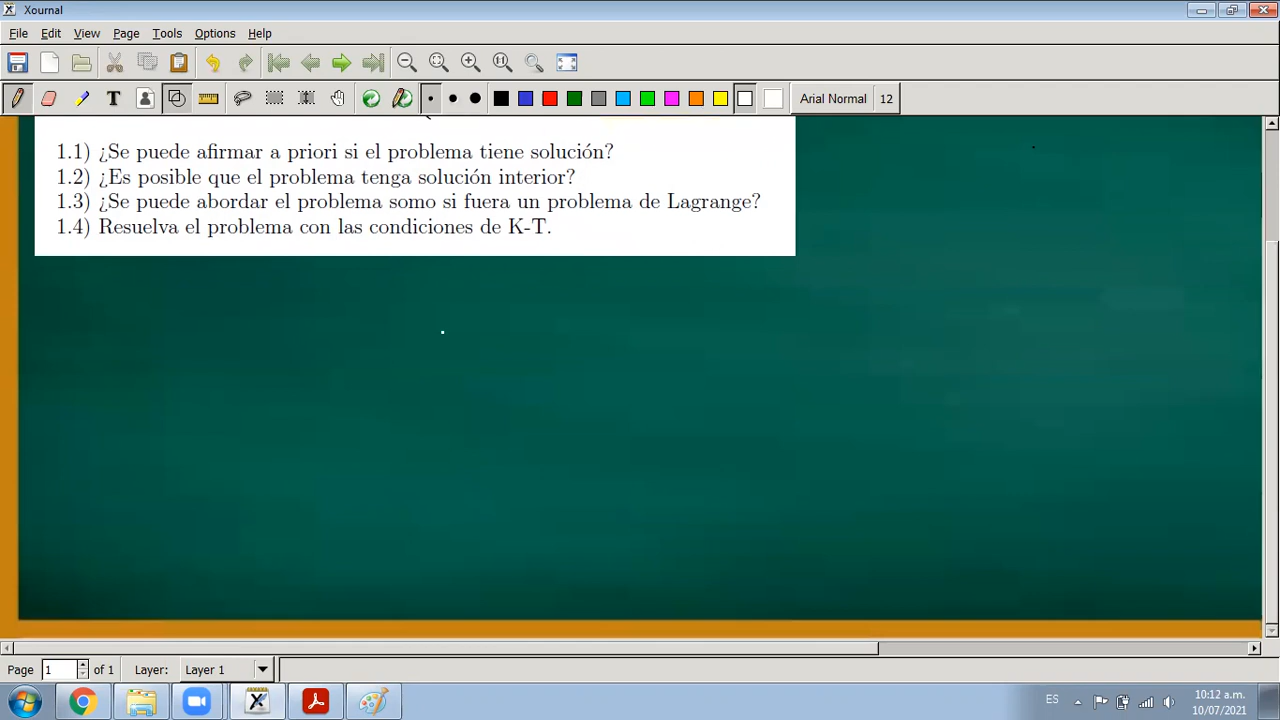 Xournal
File Edit View Page Tools Options Help
Arial Normal 12
1.1) ¿Se puede afirmar a priori si el problema tiene solución?
1.2) ¿Es posible que el problema tenga solución interior?
1.3) ¿Se puede abordar el problema somo si fuera un problema de Lagrange?
1.4) Resuelva el problema con las condiciones de K-T.
Page 1 of 1 Layer: Layer 1
ES 10:12 a.m.
10/07/2021